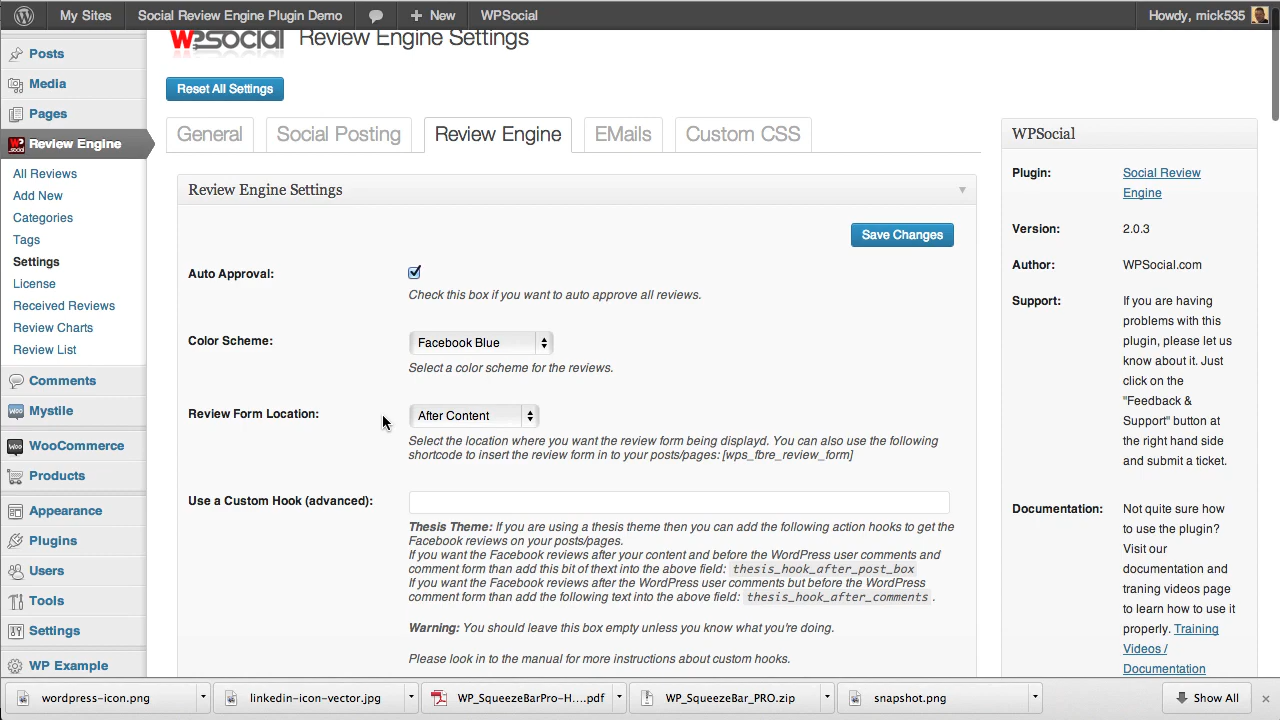 My Sites
Social Review Engine Plugin Demo
New
WPSocial
Howdy, mick535
Posts
Media
Pages
Review Engine
All Reviews
Add New
Categories
Tags
Settings
License
Received Reviews
Review Charts
Review List
Comments
Mystile
WooCommerce
Products
Appearance
Plugins
Users
Tools
Settings
WP Example
WPSocial Review Engine Settings
Reset All Settings
General
Social Posting
Review Engine
EMails
Custom CSS
Review Engine Settings
Save Changes
Auto Approval:
Check this box if you want to auto approve all reviews.
Color Scheme:
Facebook Blue
Select a color scheme for the reviews.
Review Form Location:
After Content
Select the location where you want the review form being displayd. You can also use the following
shortcode to insert the review form in to your posts/pages: [wps_fbre_review_form]
Use a Custom Hook (advanced):
Thesis Theme: If you are using a thesis theme then you can add the following action hooks to get the
Facebook reviews on your posts/pages.
If you want the Facebook reviews after your content and before the WordPress user comments and
comment form than add this bit of thext into the above field: thesis_hook_after_post_box
If you want the Facebook reviews after the WordPress user comments but before the WordPress
comment form than add the following text into the above field: thesis_hook_after_comments .
Warning: You should leave this box empty unless you know what you're doing.
Please look in to the manual for more instructions about custom hooks.
WPSocial
Plugin:
Social Review
Engine
Version:
2.0.3
Author:
WPSocial.com
Support:
If you are having
problems with this
plugin, please let us
know about it. Just
click on the
"Feedback &
Support" button at
the right hand side
and submit a ticket.
Documentation:
Not quite sure how
to use the plugin?
Visit our
documentation and
traning videos page
to learn how to use it
properly. Training
Videos /
Documentation
wordpress-icon.png
linkedin-icon-vector.jpg
WP_SqueezeBarPro-H....pdf
WP_SqueezeBar_PRO.zip
snapshot.png
Show All